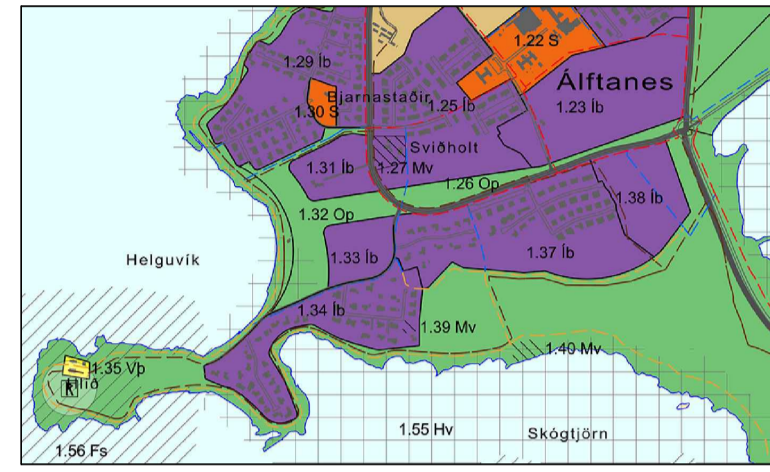 1.22 S
1.29 Íb
Álftanes
Bjarnastaðir
1.25 Íb
1.23 Íb
1.30 S
Sviðholt
1.31 Íb
1.27 Mv
1.26 Op
1.38 Íb
1.32 Op
1.37 Íb
1.33 Íb
Helguvík
1.34 Íb
1.39 Mv
1.40 Mv
1.35 Vþ
Hlið
K
1.55 Hv
Skógtjörn
1.56 Fs